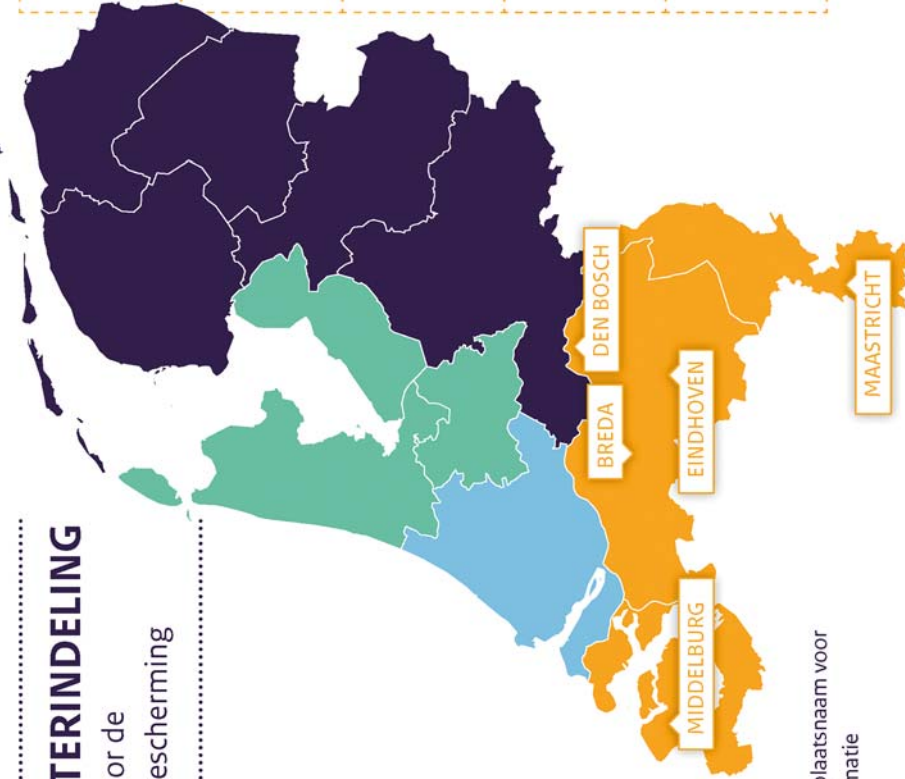 TERINDELING
or de
escherming
BREDA
DEN BOSCH
MIDDELBURG
EINDHOVEN
MAASTRICHT
laatsnaam voor
natie